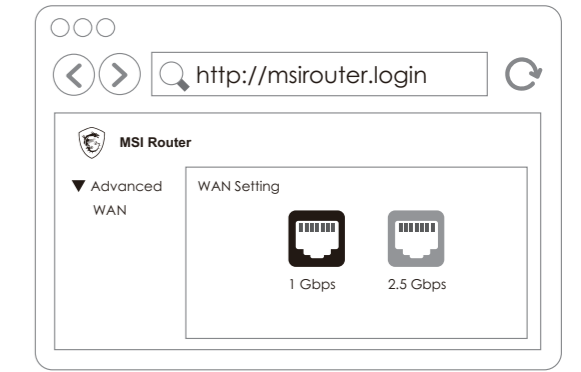 http://msirouter.login
MSI Router
▼ Advanced
WAN
WAN Setting
1 Gbps
2.5 Gbps